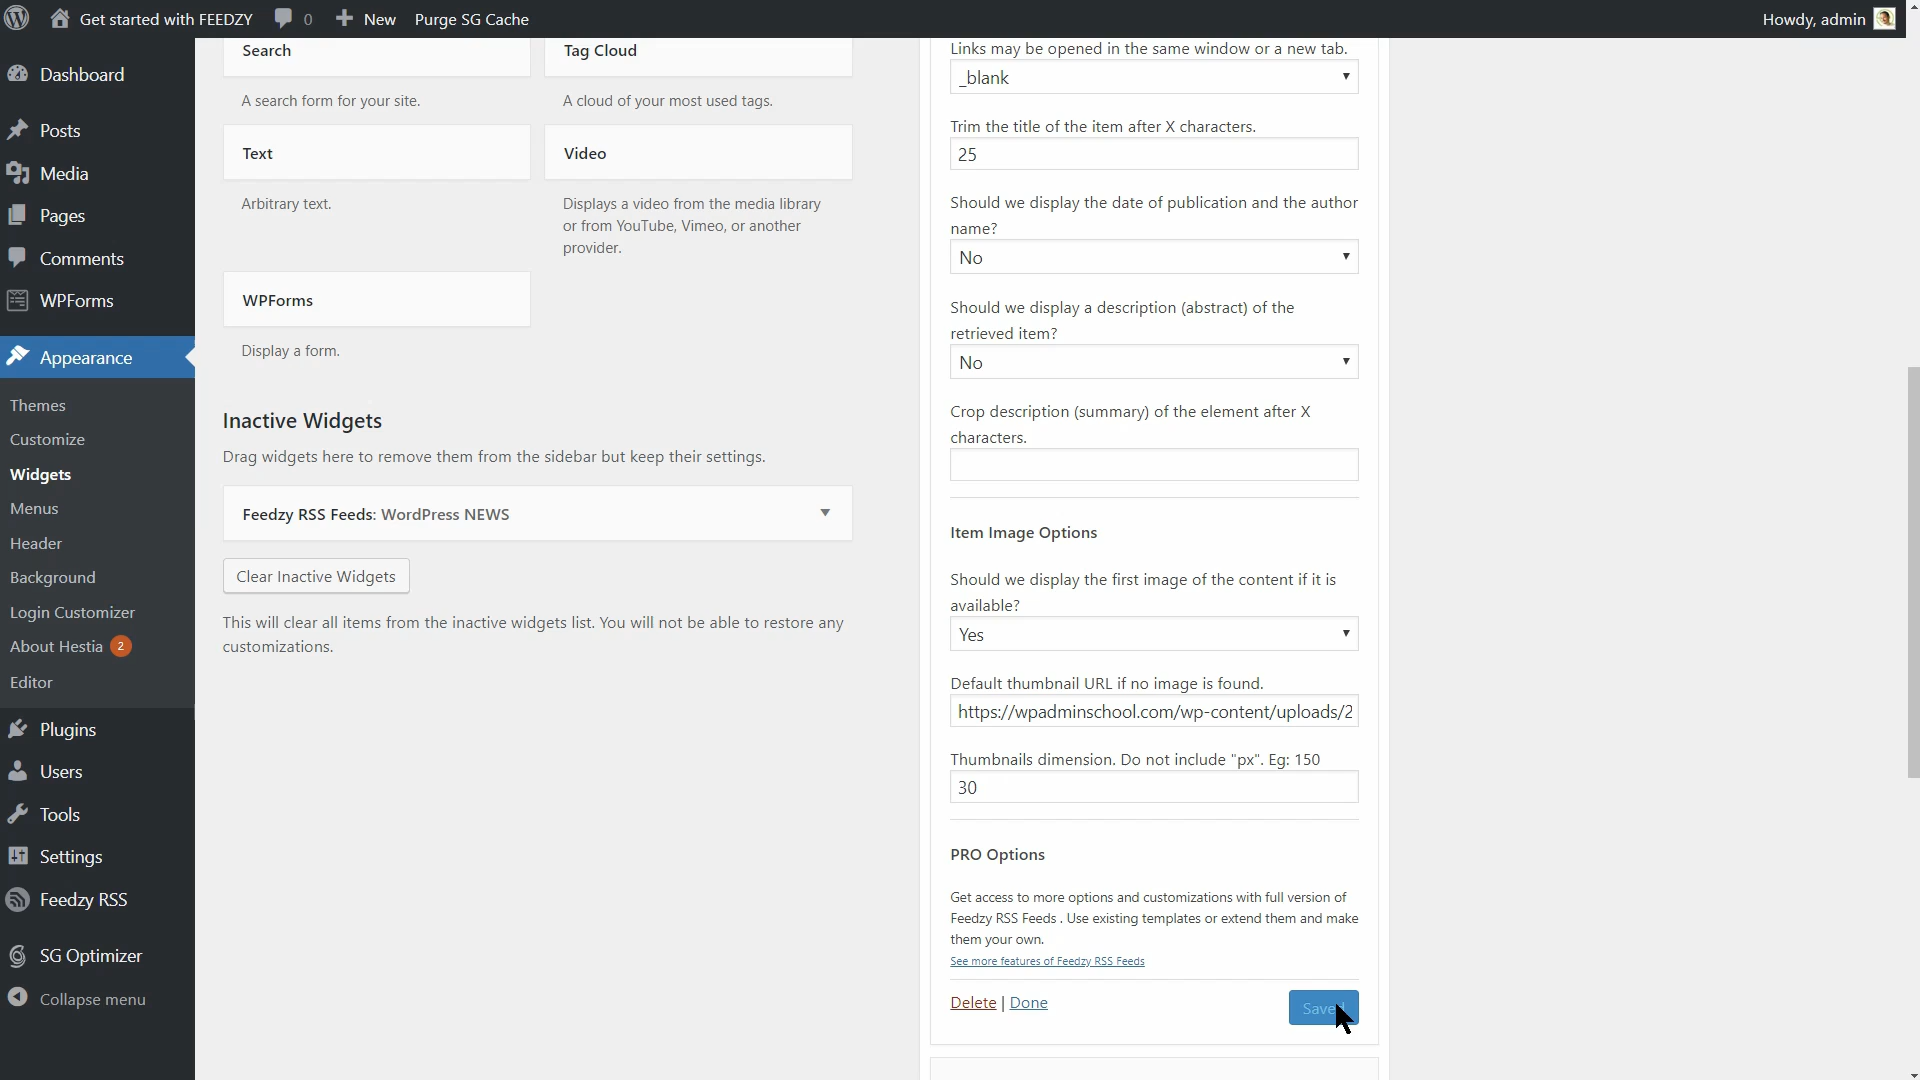 Get started with FEEDZY 0 New Purge SG Cache Howdy, admin
Dashboard
Posts
Media
Pages
Comments
WPForms
Appearance
Themes
Customize
Widgets
Menus
Header
Background
Login Customizer
About Hestia 2
Editor
Plugins
Users
Tools
Settings
Feedzy RSS
SG Optimizer
Collapse menu
Search
A search form for your site.
Tag Cloud
A cloud of your most used tags.
Text
Arbitrary text.
Video
Displays a video from the media library
or from YouTube, Vimeo, or another
provider.
WPForms
Display a form.
Inactive Widgets
Drag widgets here to remove them from the sidebar but keep their settings.
Feedzy RSS Feeds: WordPress NEWS
Clear Inactive Widgets
This will clear all items from the inactive widgets list. You will not be able to restore any
customizations.
Links may be opened in the same window or a new tab.
_blank
Trim the title of the item after X characters.
25
Should we display the date of publication and the author
name?
No
Should we display a description (abstract) of the
retrieved item?
No
Crop description (summary) of the element after X
characters.
Item Image Options
Should we display the first image of the content if it is
available?
Yes
Default thumbnail URL if no image is found.
https://wpadminschool.com/wp-content/uploads/2
Thumbnails dimension. Do not include "px". Eg: 150
30
PRO Options
Get access to more options and customizations with full version of
Feedzy RSS Feeds . Use existing templates or extend them and make
them your own.
See more features of Feedzy RSS Feeds
Delete | Done